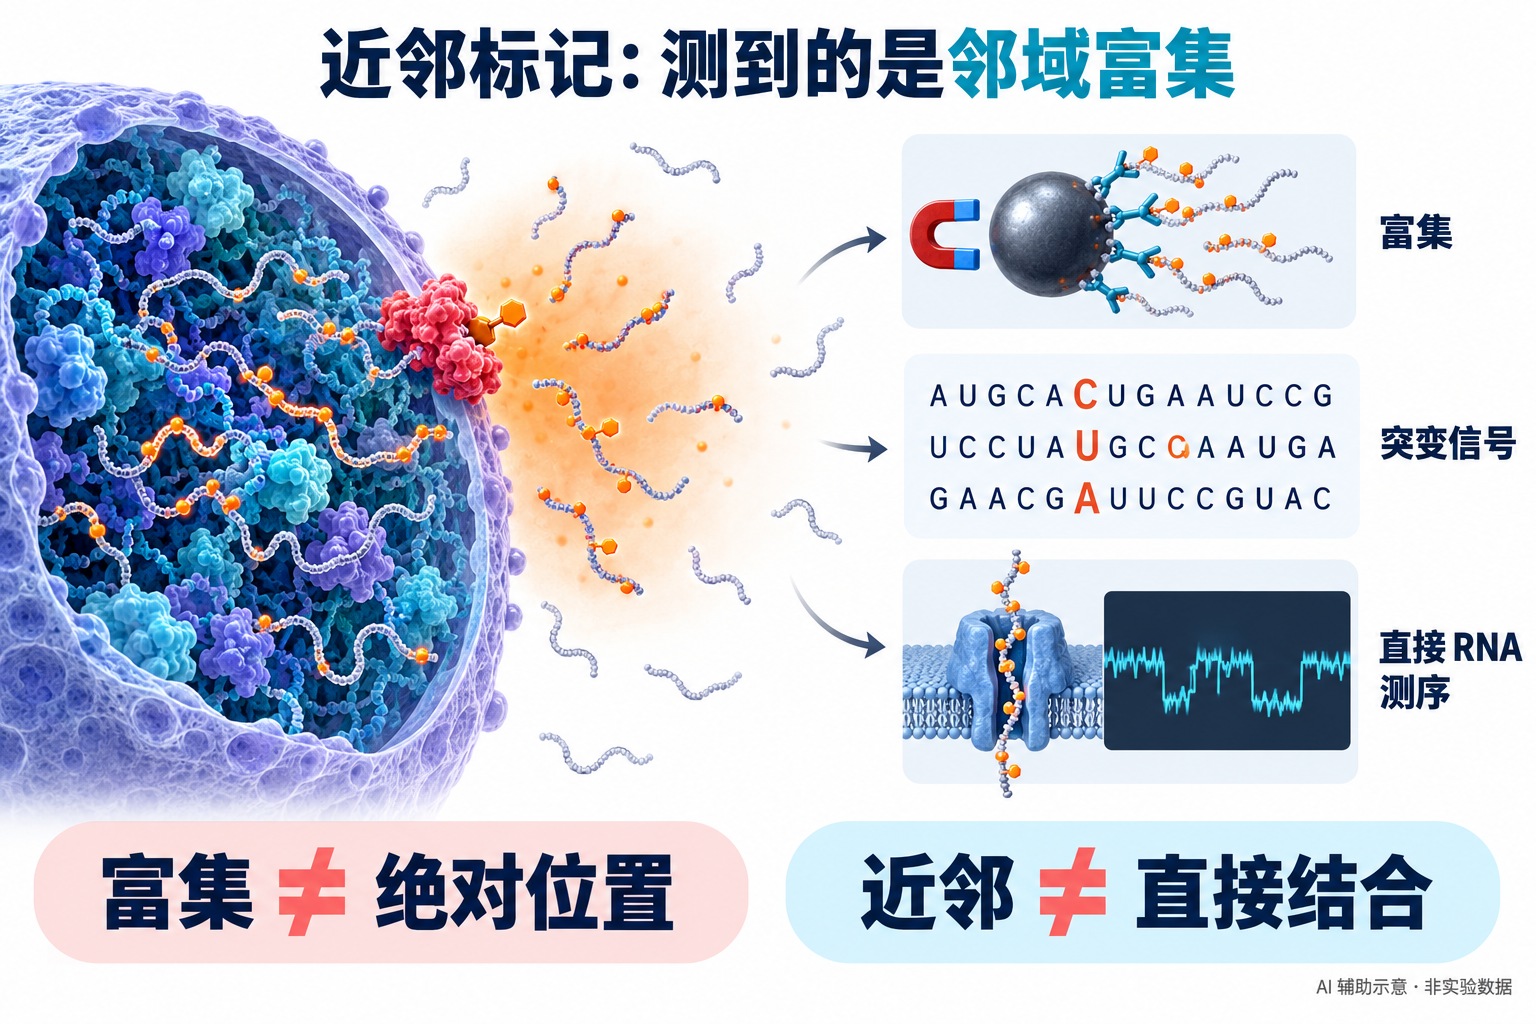 近邻标记：测到的是邻域富集
富集
AUGCACUGAAUCCG
UCCUAUGCCAAUGA
GAACGAUUCCGUAC
突变信号
直接 RNA
测序
富集 ≠ 绝对位置
近邻 ≠ 直接结合
AI 辅助示意 · 非实验数据